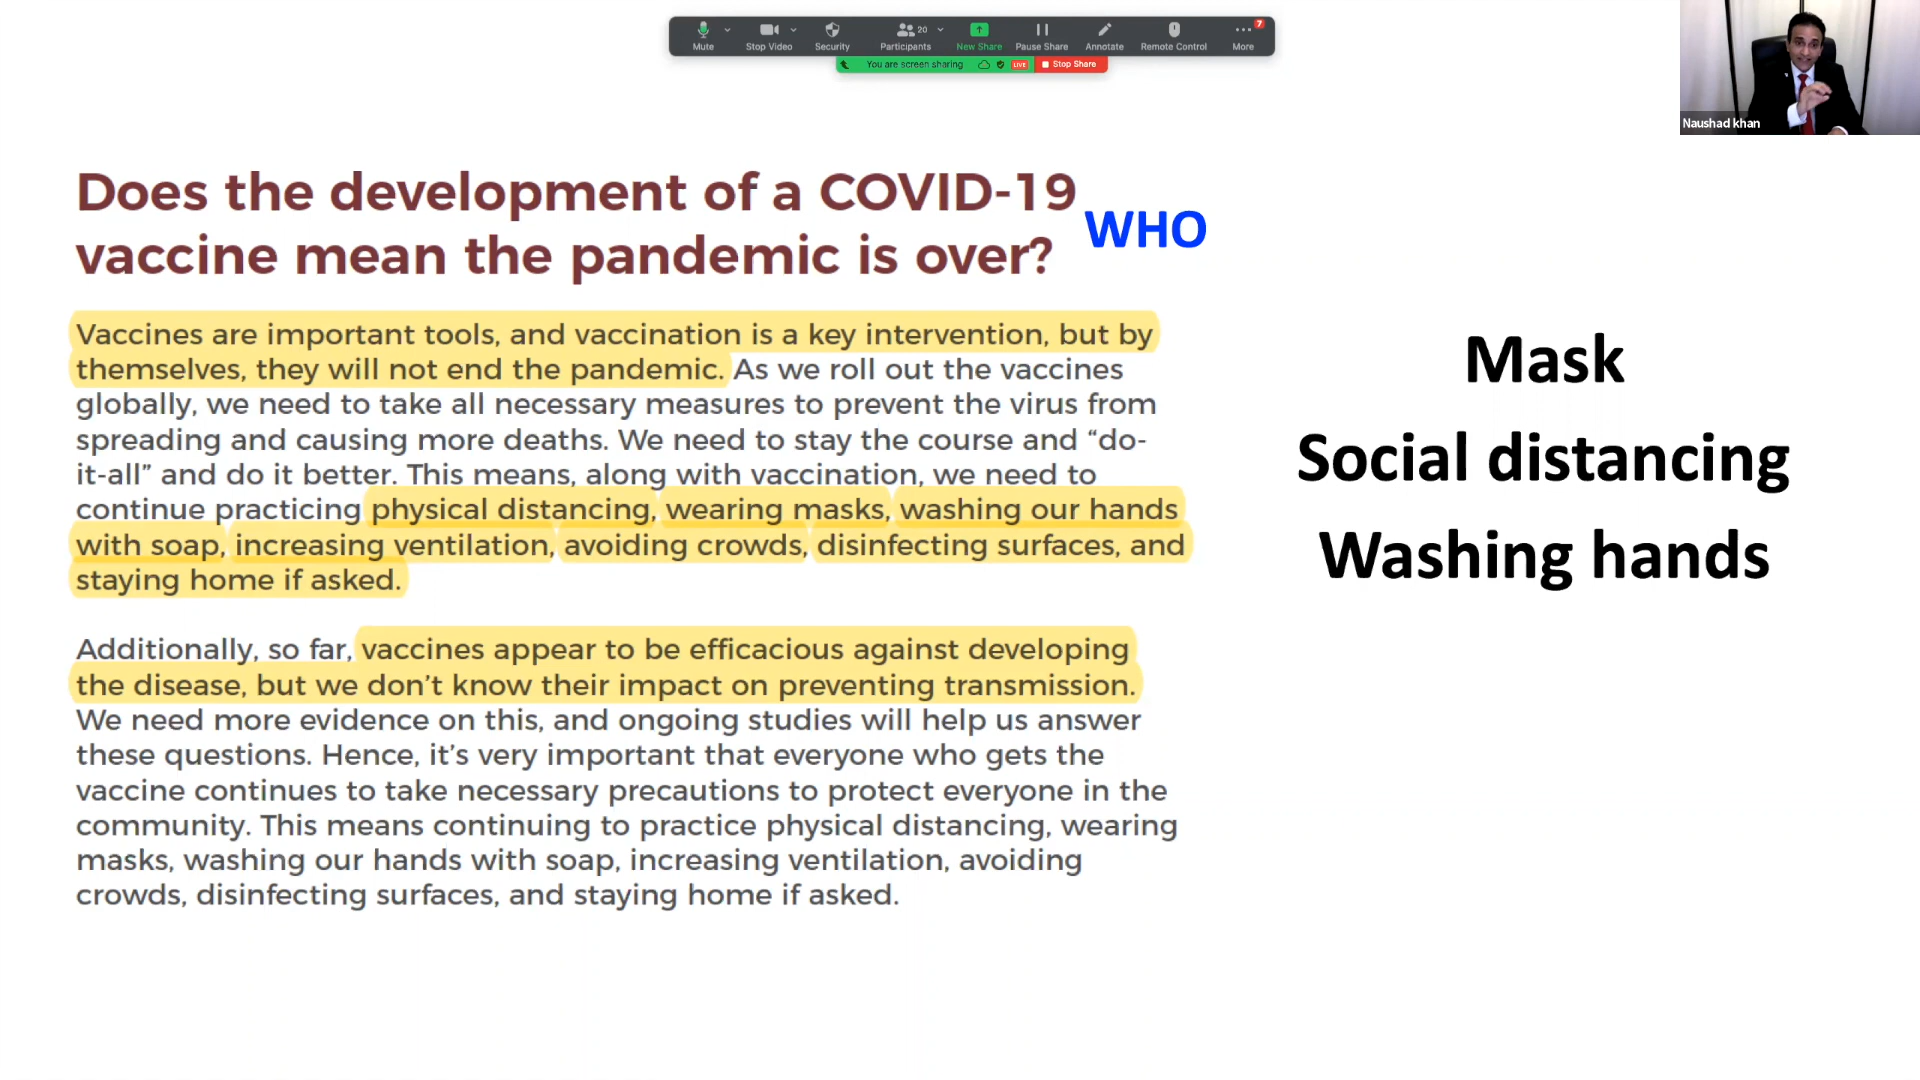 Mute
Stop Video
Security
20
Participants
New Share
Pause Share
Annotate
Remote Control
7
More
You are screen sharing
LIVE
Stop Share
Naushad khan
Does the development of a COVID-19
vaccine mean the pandemic is over?
WHO
Vaccines are important tools, and vaccination is a key intervention, but by
themselves, they will not end the pandemic. As we roll out the vaccines
globally, we need to take all necessary measures to prevent the virus from
spreading and causing more deaths. We need to stay the course and “do-
it-all” and do it better. This means, along with vaccination, we need to
continue practicing physical distancing, wearing masks, washing our hands
with soap, increasing ventilation, avoiding crowds, disinfecting surfaces, and
staying home if asked.
Additionally, so far, vaccines appear to be efficacious against developing
the disease, but we don’t know their impact on preventing transmission.
We need more evidence on this, and ongoing studies will help us answer
these questions. Hence, it’s very important that everyone who gets the
vaccine continues to take necessary precautions to protect everyone in the
community. This means continuing to practice physical distancing, wearing
masks, washing our hands with soap, increasing ventilation, avoiding
crowds, disinfecting surfaces, and staying home if asked.
Mask
Social distancing
Washing hands